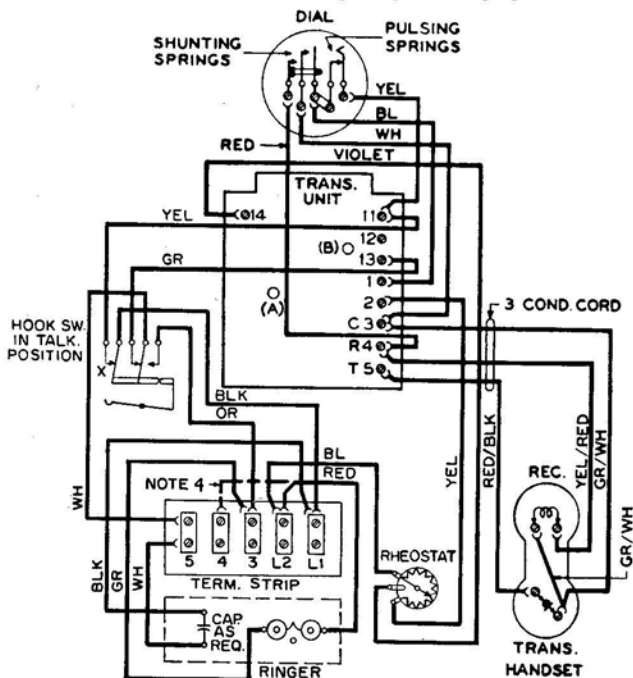 DIAL
SHUNTING
SPRINGS
PULSING
SPRINGS
YEL
BL
WH
RED
VIOLET
TRANS.
UNIT
14
11
YEL
12
(B)
13
GR
1
(A)
2
C 3
3 COND. CORD
HOOK SW.
IN TALK.
POSITION
R4
X
T 5
BLK
OR
BL
RED
NOTE 4
WH
YEL
RED/BLK
YEL/RED
GR/WH
REC.
GR/WH
5 4 3 L2 L1
TERM. STRIP
RHEOSTAT
BLK
GR
WH
CAP.
AS
REQ.
RINGER
TRANS.
HANDSET